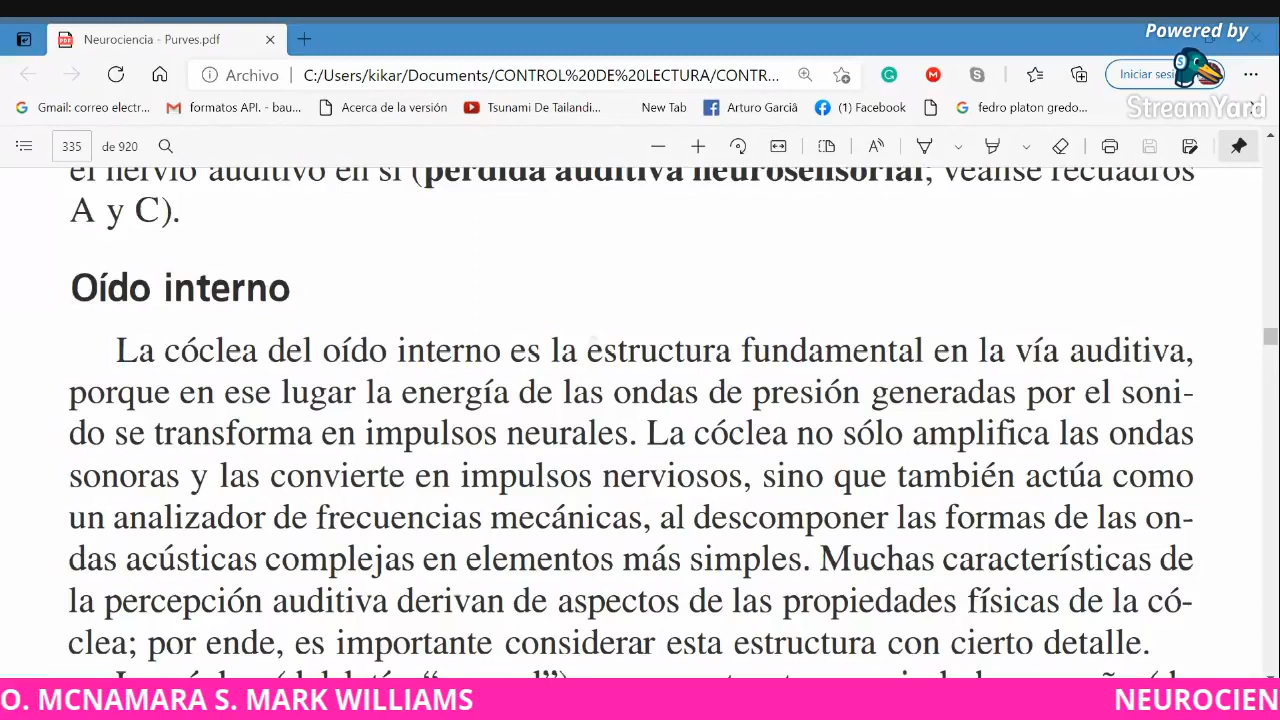 Powered by
StreamYard
Neurociencia - Purves.pdf
Archivo
C:/Users/kikar/Documents/CONTROL%20DE%20LECTURA/CONTR...
Gmail: correo electr...
formatos API. - bau...
Acerca de la versión
Tsunami De Tailandi...
New Tab
Arturo Garciâ
(1) Facebook
fedro platon gredo...
335 de 920
el nervio auditivo en sí (pérdida auditiva neurosensorial; véanse recuadros
A y C).
Oído interno
La cóclea del oído interno es la estructura fundamental en la vía auditiva,
porque en ese lugar la energía de las ondas de presión generadas por el soni-
do se transforma en impulsos neurales. La cóclea no sólo amplifica las ondas
sonoras y las convierte en impulsos nerviosos, sino que también actúa como
un analizador de frecuencias mecánicas, al descomponer las formas de las on-
das acústicas complejas en elementos más simples. Muchas características de
la percepción auditiva derivan de aspectos de las propiedades físicas de la có-
clea; por ende, es importante considerar esta estructura con cierto detalle.
O. MCNAMARA S. MARK WILLIAMS
NEUROCIEN